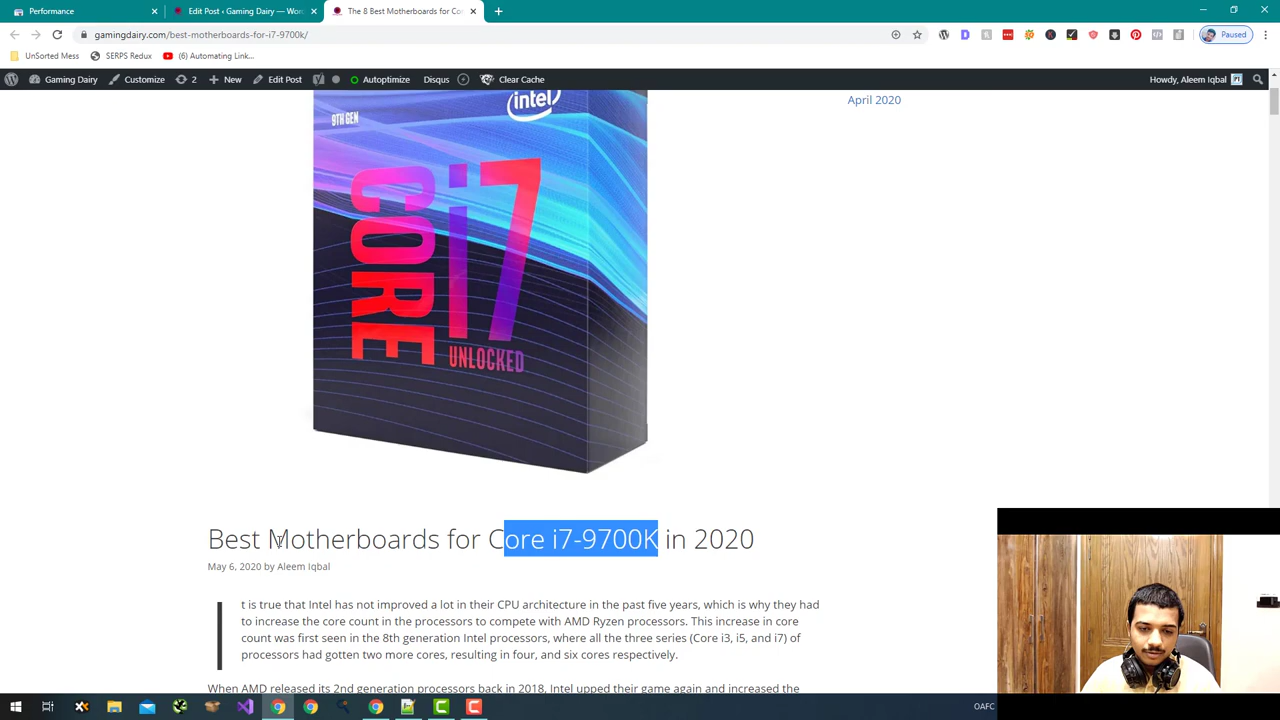 Performance
Edit Post ‹ Gaming Dairy — Wor
The 8 Best Motherboards for Co
gamingdairy.com/best-motherboards-for-i7-9700k/
Paused
UnSorted Mess
SERPS Redux
(6) Automating Link...
Gaming Dairy
Customize
2
New
Edit Post
Autoptimize
Disqus
Clear Cache
Howdy, Aleem Iqbal
April 2020
intel
9TH GEN
CORE
i7
UNLOCKED
Best Motherboards for Core i7-9700K in 2020
May 6, 2020 by Aleem Iqbal
It is true that Intel has not improved a lot in their CPU architecture in the past five years, which is why they had
to increase the core count in the processors to compete with AMD Ryzen processors. This increase in core
count was first seen in the 8th generation Intel processors, where all the three series (Core i3, i5, and i7) of
processors had gotten two more cores, resulting in four, and six cores respectively.
When AMD released its 2nd generation processors back in 2018, Intel upped their game again and increased the
OAFC